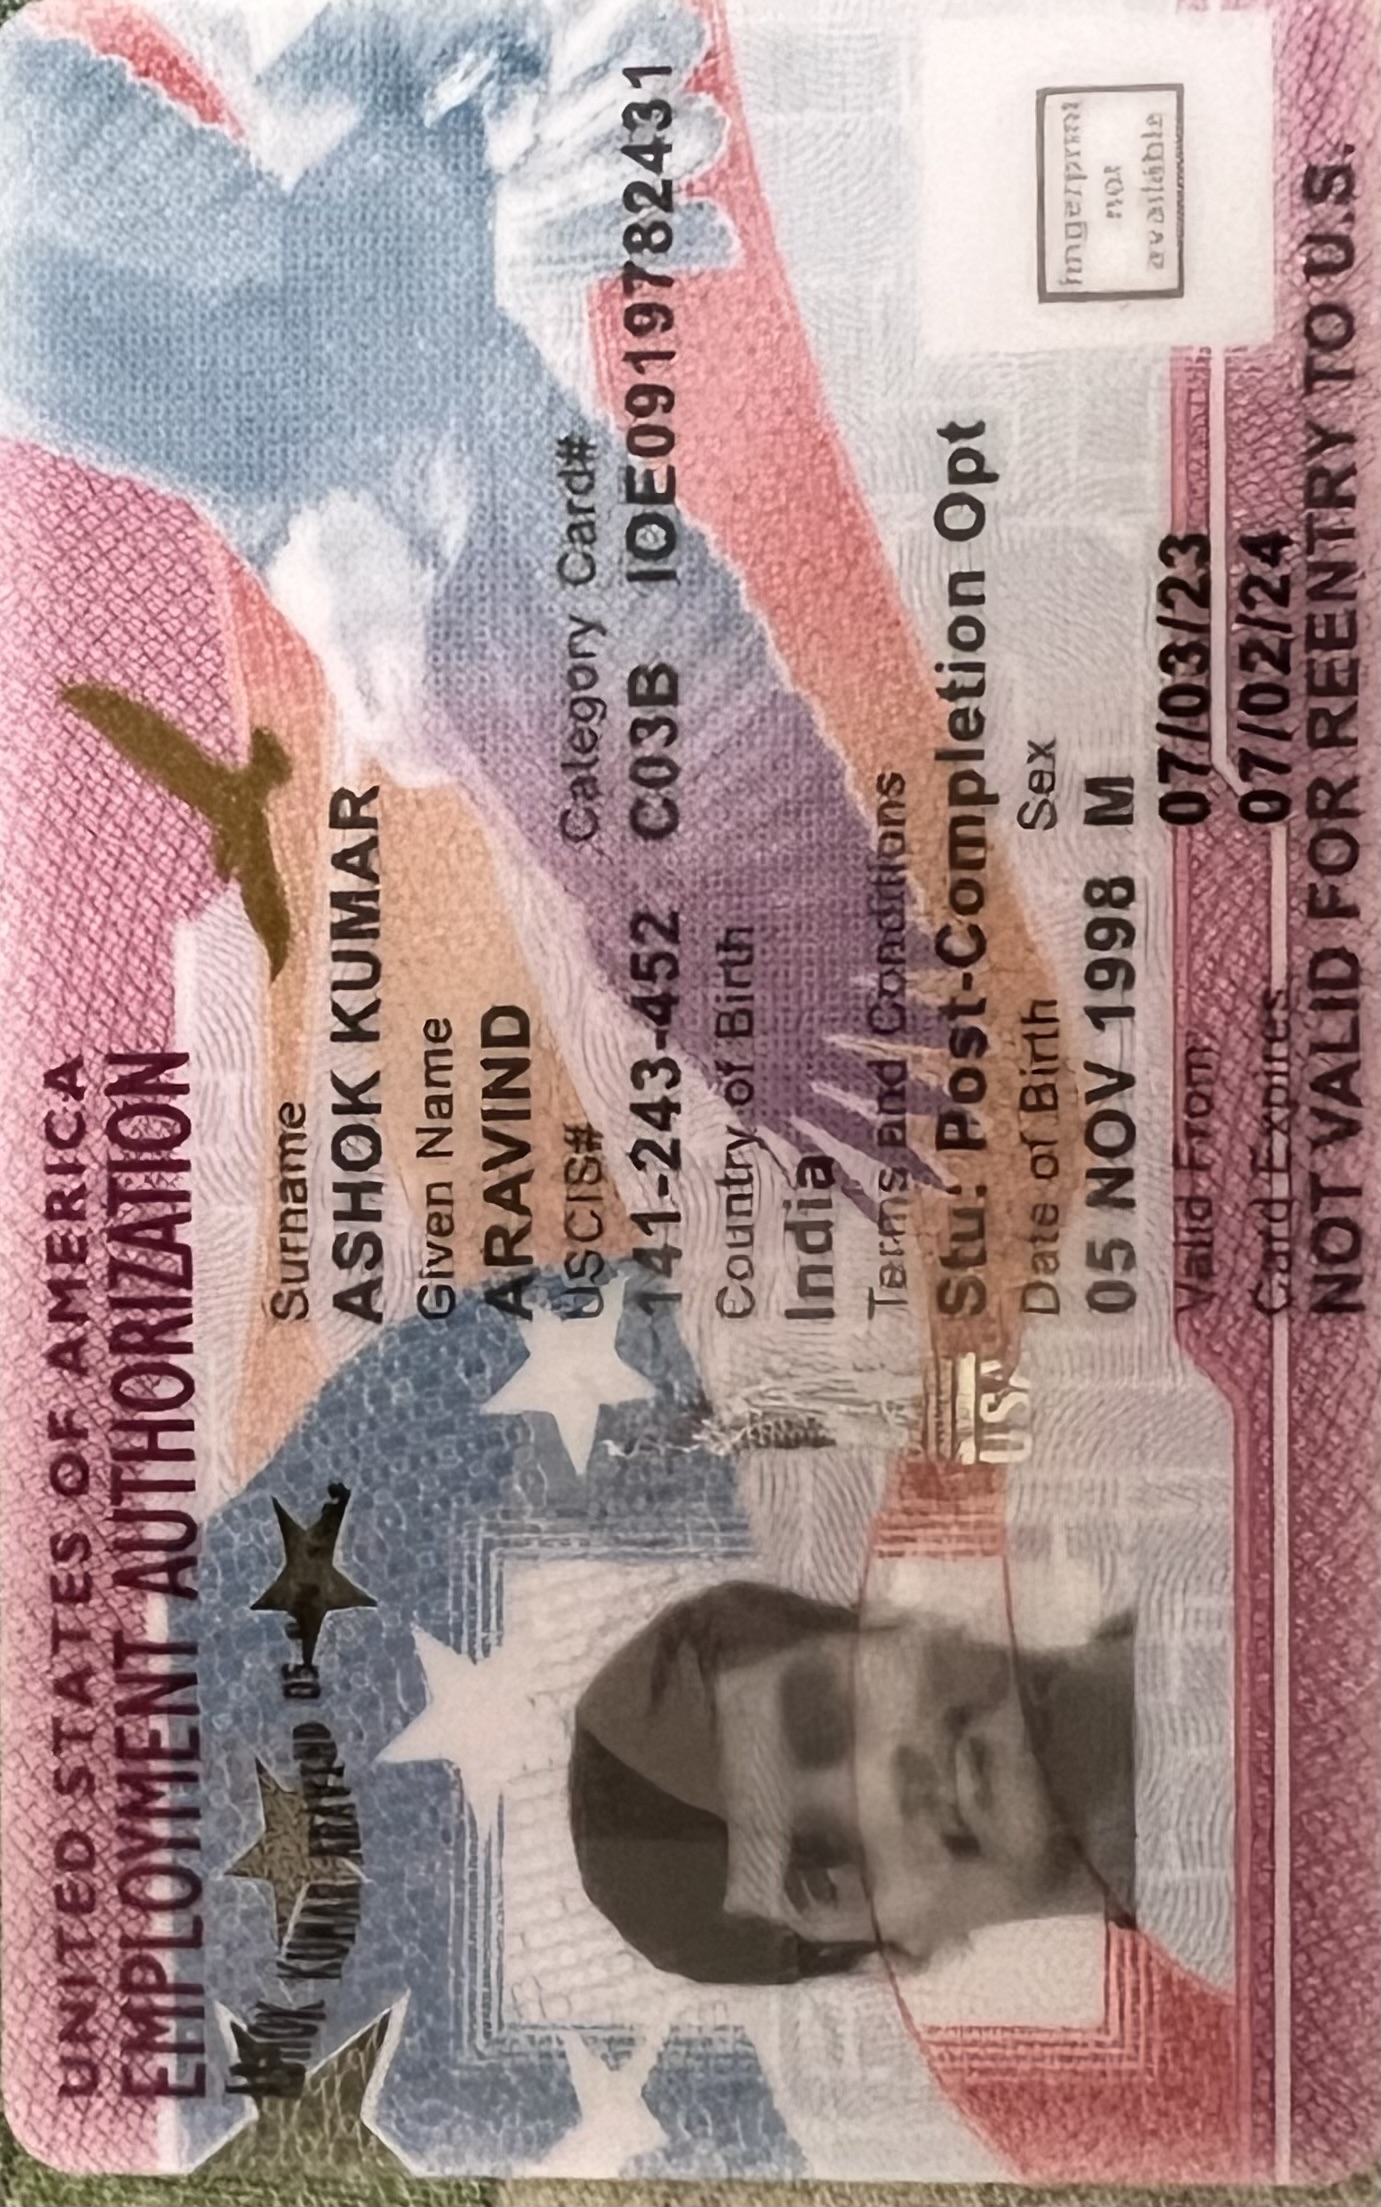 UNITED STATES OF AMERICA
EMPLOYMENT AUTHORIZATION
ASHOK KUMAR ARAVIND 05
Surname
ASHOK KUMAR
Given Name
ARAVIND
USCIS# Category Card#
141-243-452 C03B IOE0919782431
Country of Birth
India
Terms and Conditions
Stu: Post-Completion Opt
USA
Date of Birth Sex
05 NOV 1998 M
fingerprint
not
available
Valid From: 07/03/23
Card Expires: 07/02/24
NOT VALID FOR REENTRY TO U.S.